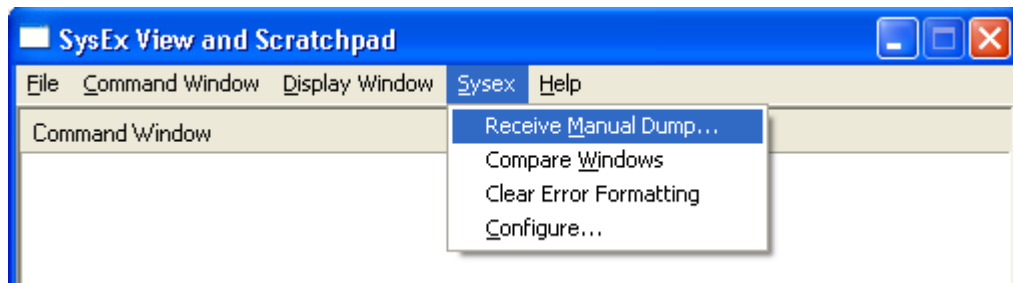 SysEx View and Scratchpad
File Command Window Display Window Sysex Help
Command Window
Receive Manual Dump...
Compare Windows
Clear Error Formatting
Configure...